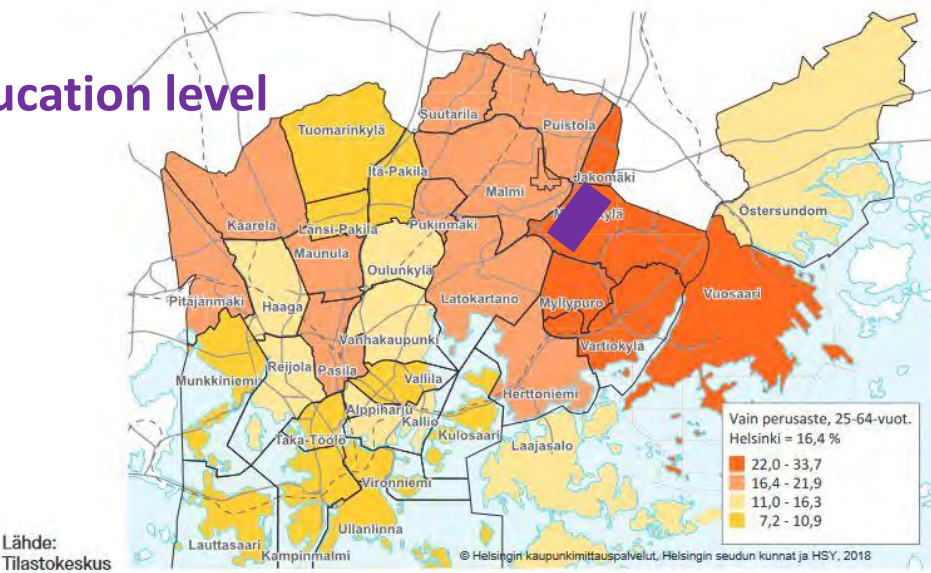 ucation level
Tuomarinkylä
Suutarila
Puistola
Itä-Pakila
Jakomäki
Malmi
Kaarela
Länsi-Pakila
Pukinmäki
Östersundom
Maunula
Oulunkylä
Pitäjänmäki
Haaga
Latokartano
Myllypuro
Vuosaari
Vanhakaupunki
Vartiokylä
Reijola
Pasila
Munkkiniemi
Vallila
Herttoniemi
Alppiharju
Kallio
Kulosaari
Taka-Töölö
Laajasalo
Vironniemi
Ullanlinna
Lauttasaari
Kampinmalmi
Vain perusaste, 25-64-vuot.
Helsinki = 16,4 %
22,0 - 33,7
16,4 - 21,9
11,0 - 16,3
7,2 - 10,9
Lähde:
Tilastokeskus
© Helsingin kaupunkimittauspalvelut, Helsingin seudun kunnat ja HSY, 2018